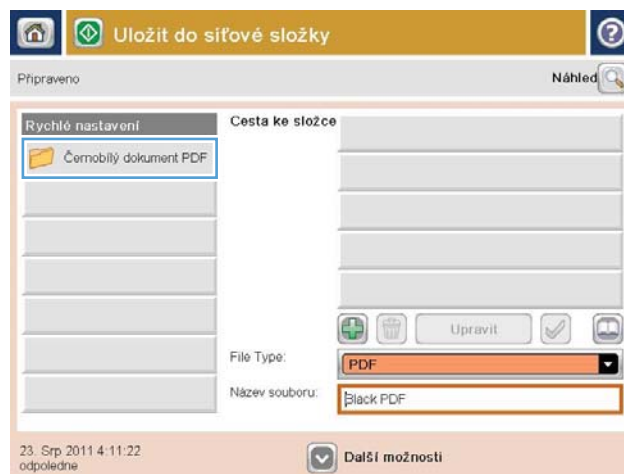 Uložit do síťové složky
Připraveno
Náhled
Rychlé nastavení
Cesta ke složce
Černobílý dokument PDF
Upravit
File Type:
PDF
Název souboru:
Black PDF
23. Srp 2011 4:11:22
odpoledne
Další možnosti